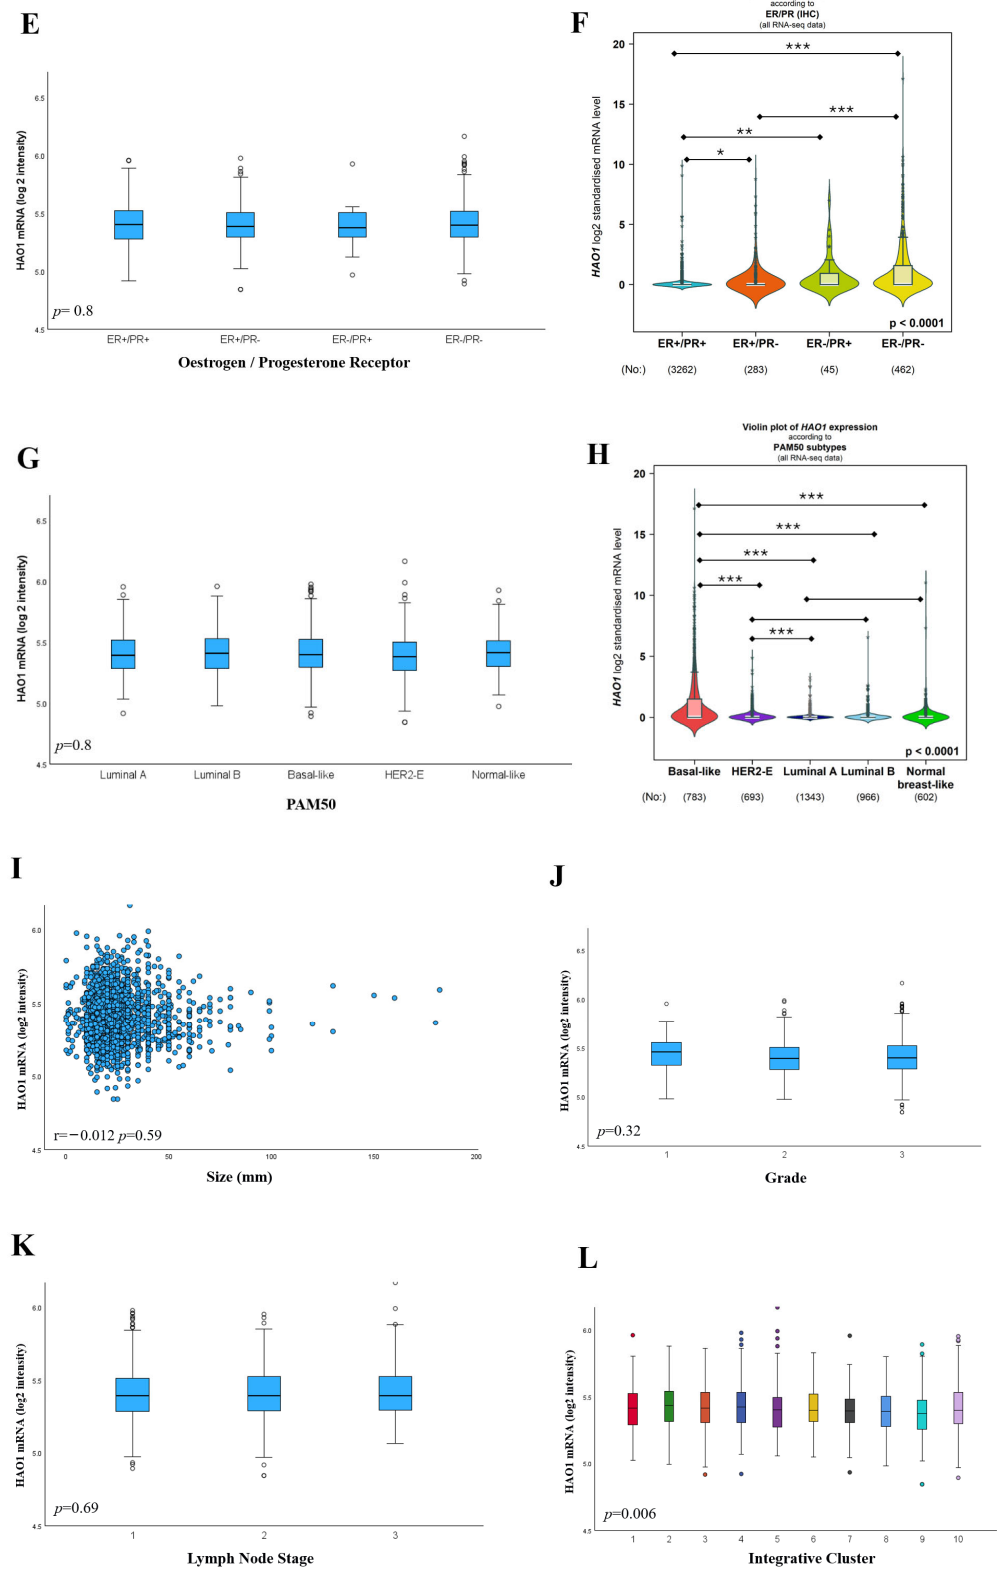 E
HAO1 mRNA (log 2 intensity)
6.5
6.0
5.5
5.0
4.5
p= 0.8
ER+/PR+ ER+/PR- ER-/PR+ ER-/PR-
Oestrogen / Progesterone Receptor
F
according to
ER/PR (IHC)
(all RNA-seq data)
HAO1 log2 standardised mRNA level
20
15
10
5
0
***
***
**
*
p < 0.0001
ER+/PR+ ER+/PR- ER-/PR+ ER-/PR-
(No:) (3262) (283) (45) (462)
G
HAO1 mRNA (log 2 intensity)
6.5
6.0
5.5
5.0
4.5
p=0.8
Luminal A Luminal B Basal-like HER2-E Normal-like
PAM50
H
Violin plot of HAO1 expression
according to
PAM50 subtypes
(all RNA-seq data)
HAO1 log2 standardised mRNA level
20
15
10
5
0
***
***
***
***
***
p < 0.0001
Basal-like HER2-E Luminal A Luminal B Normal
breast-like
(No:) (783) (693) (1343) (966) (602)
I
HAO1 mRNA (log2 intensity)
6.0
5.5
5.0
4.5
r=−0.012 p=0.59
0 50 100 150 200
Size (mm)
J
HAO1 mRNA (log2 intensity)
6.5
6.0
5.5
5.0
4.5
p=0.32
1 2 3
Grade
K
HAO1 mRNA (log2 intensity)
6.0
5.5
5.0
4.5
p=0.69
1 2 3
Lymph Node Stage
L
HAO1 mRNA (log2 intensity)
6.0
5.5
5.0
4.5
p=0.006
1 2 3 4 5 6 7 8 9 10
Integrative Cluster